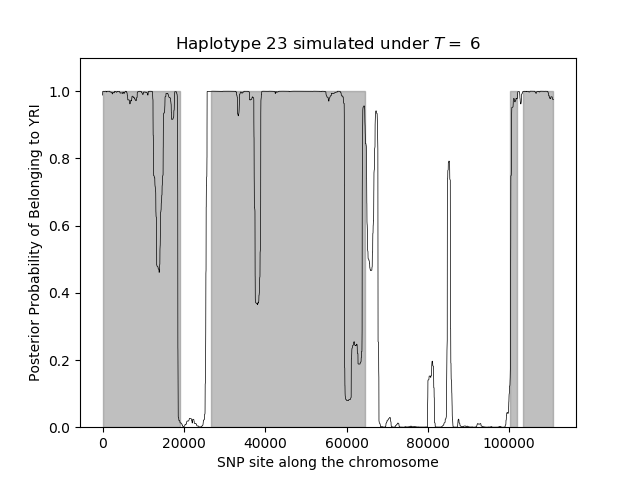 Haplotype 23 simulated under T = 6
Posterior Probability of Belonging to YRI
1.0
0.8
0.6
0.4
0.2
0.0
0 20000 40000 60000 80000 100000
SNP site along the chromosome